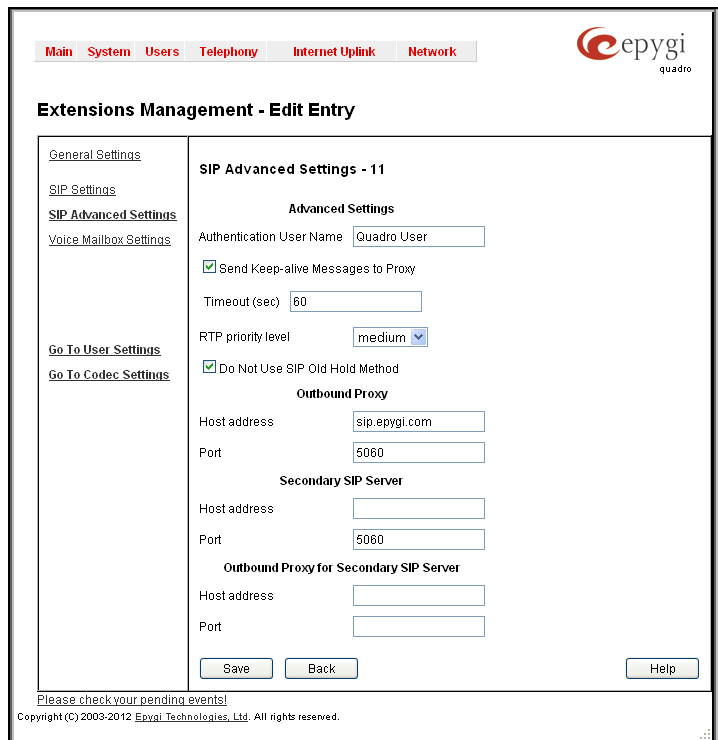 Main System Users Telephony Internet Uplink Network
epygi
quadro
Extensions Management - Edit Entry
General Settings
SIP Settings
SIP Advanced Settings
Voice Mailbox Settings
Go To User Settings
Go To Codec Settings
SIP Advanced Settings - 11
Advanced Settings
Authentication User Name Quadro User
Send Keep-alive Messages to Proxy
Timeout (sec) 60
RTP priority level medium
Do Not Use SIP Old Hold Method
Outbound Proxy
Host address sip.epygi.com
Port 5060
Secondary SIP Server
Host address
Port 5060
Outbound Proxy for Secondary SIP Server
Host address
Port
Save Back Help
Please check your pending events!
Copyright (C) 2003-2012 Epygi Technologies, Ltd. All rights reserved.